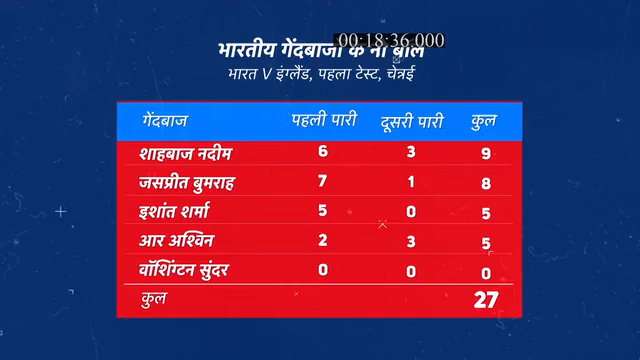 00:18:36.000
भारतीय गेंदबाजों के नो बॉल
भारत V इंग्लैंड, पहला टेस्ट, चेन्नई
गेंदबाज पहली पारी दूसरी पारी कुल
शाहबाज नदीम 6 3 9
जसप्रीत बुमराह 7 1 8
इशांत शर्मा 5 0 5
आर अश्विन 2 3 5
वॉशिंग्टन सुंदर 0 0 0
कुल 27